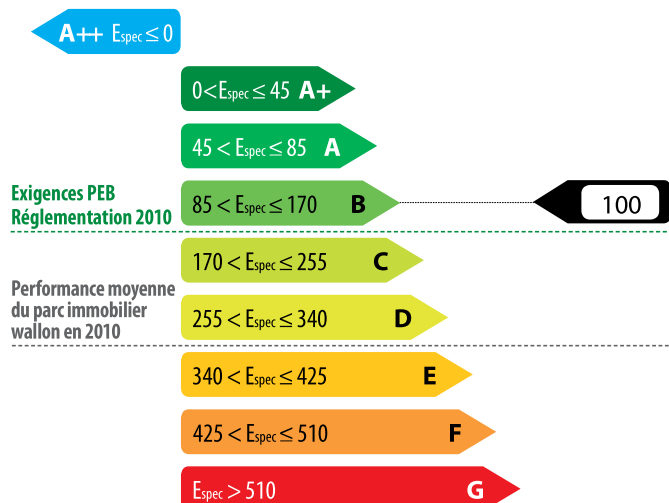 A++ Espec ≤ 0
0<Espec ≤ 45 A+
45 < Espec ≤ 85 A
Exigences PEB
Réglementation 2010
85 < Espec ≤ 170 B
100
170 < Espec ≤ 255 C
Performance moyenne
du parc immobilier
wallon en 2010
255 < Espec ≤ 340 D
340 < Espec ≤ 425 E
425 < Espec ≤ 510 F
Espec > 510 G